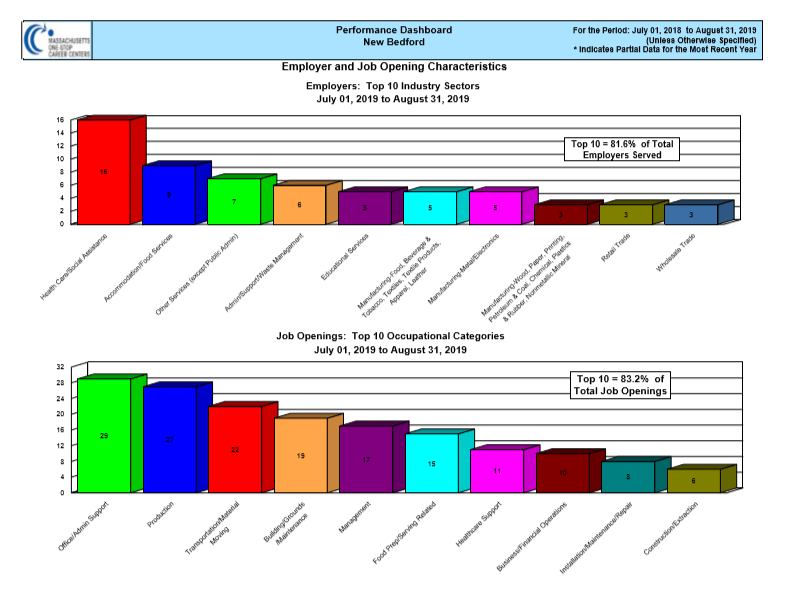 MASSACHUSETTS
ONE-STOP
CAREER CENTERS
Performance Dashboard
New Bedford
For the Period: July 01, 2018 to August 31, 2019
(Unless Otherwise Specified)
* Indicates Partial Data for the Most Recent Year
Employer and Job Opening Characteristics
Employers: Top 10 Industry Sectors
July 01, 2019 to August 31, 2019
Top 10 = 81.6% of Total
Employers Served
16
14
12
10
8
6
4
2
0
16
9
7
6
5
5
5
3
3
3
Health Care/Social Assistance
Accommodation/Food Services
Other Services (except Public Admin)
Admin/Support/Waste Management
Educational Services
Manufacturing-Food, Beverage &
Tobacco, Textiles, Textile Products,
Apparel, Leather
Manufacturing-Metal/Electronics
Manufacturing-Wood, Paper, Printing,
Petroleum & Coal, Chemical, Plastics
& Rubber, Nonmetallic Mineral
Retail Trade
Wholesale Trade
Job Openings: Top 10 Occupational Categories
July 01, 2019 to August 31, 2019
Top 10 = 83.2% of
Total Job Openings
32
28
24
20
16
12
8
4
0
29
27
22
19
17
15
11
10
8
6
Office/Admin Support
Production
Transportation/Material
Moving
Building/Grounds
/Maintenance
Management
Food Prep/Serving Related
Healthcare Support
Business/Financial Operations
Installation/Maintenance/Repair
Construction/Extraction